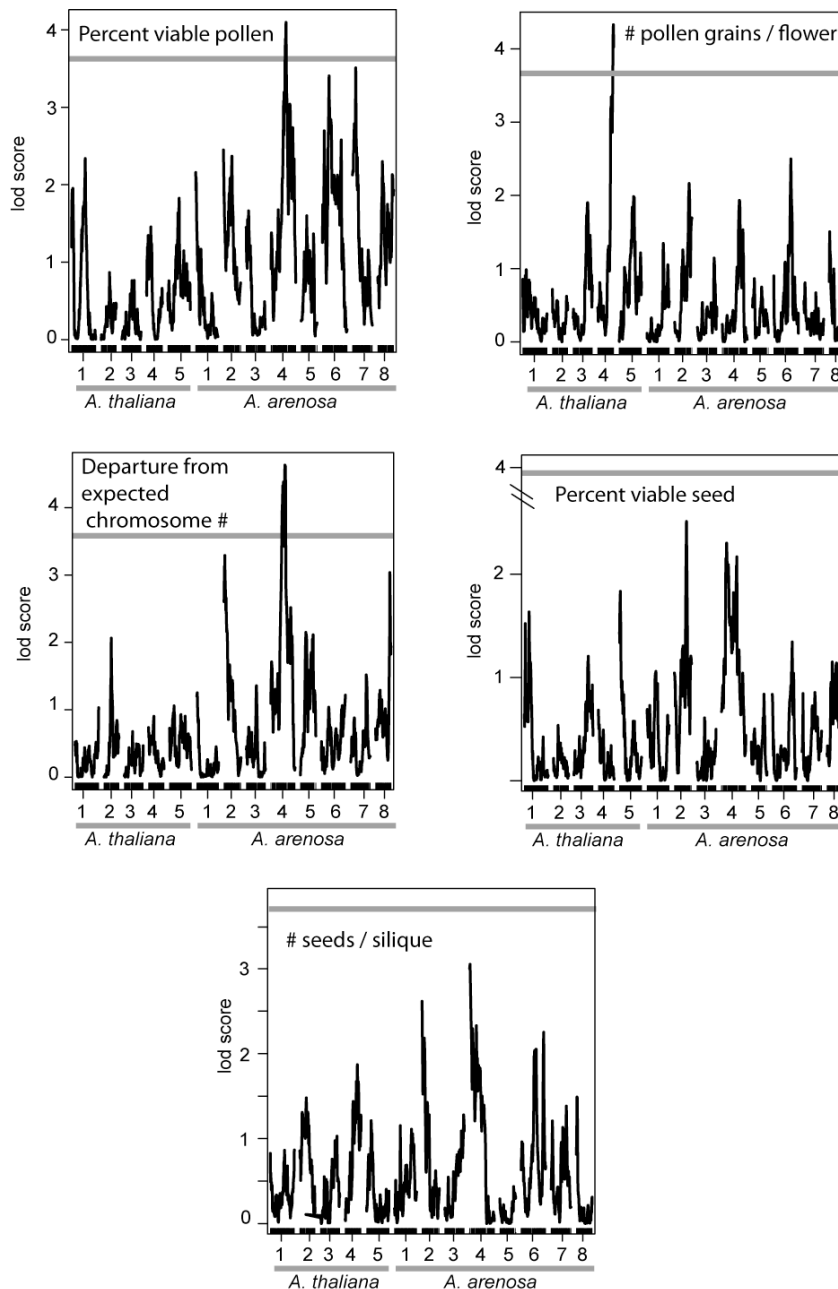 Percent viable pollen
4
3
2
1
0
lod score
1 2 3 4 5 1 2 3 4 5 6 7 8
A. thaliana A. arenosa
# pollen grains / flower
4
3
2
1
0
lod score
1 2 3 4 5 1 2 3 4 5 6 7 8
A. thaliana A. arenosa
Departure from
expected
chromosome #
4
3
2
1
0
lod score
1 2 3 4 5 1 2 3 4 5 6 7 8
A. thaliana A. arenosa
4
Percent viable seed
2
1
lod score
1 2 3 4 5 1 2 3 4 5 6 7 8
A. thaliana A. arenosa
# seeds / silique
3
2
1
0
lod score
1 2 3 4 5 1 2 3 4 5 6 7 8
A. thaliana A. arenosa